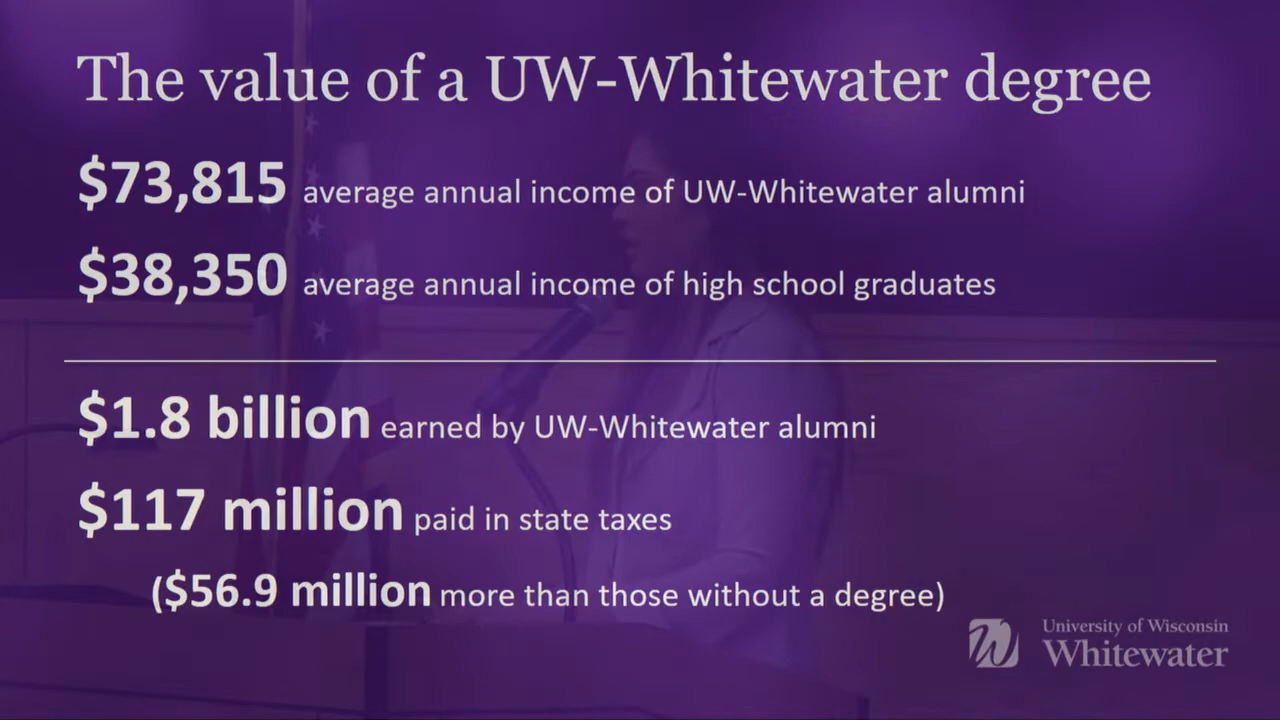 The value of a UW-Whitewater degree
$73,815 average annual income of UW-Whitewater alumni
$38,350 average annual income of high school graduates
$1.8 billion earned by UW-Whitewater alumni
$117 million paid in state taxes
($56.9 million more than those without a degree)
University of Wisconsin
Whitewater